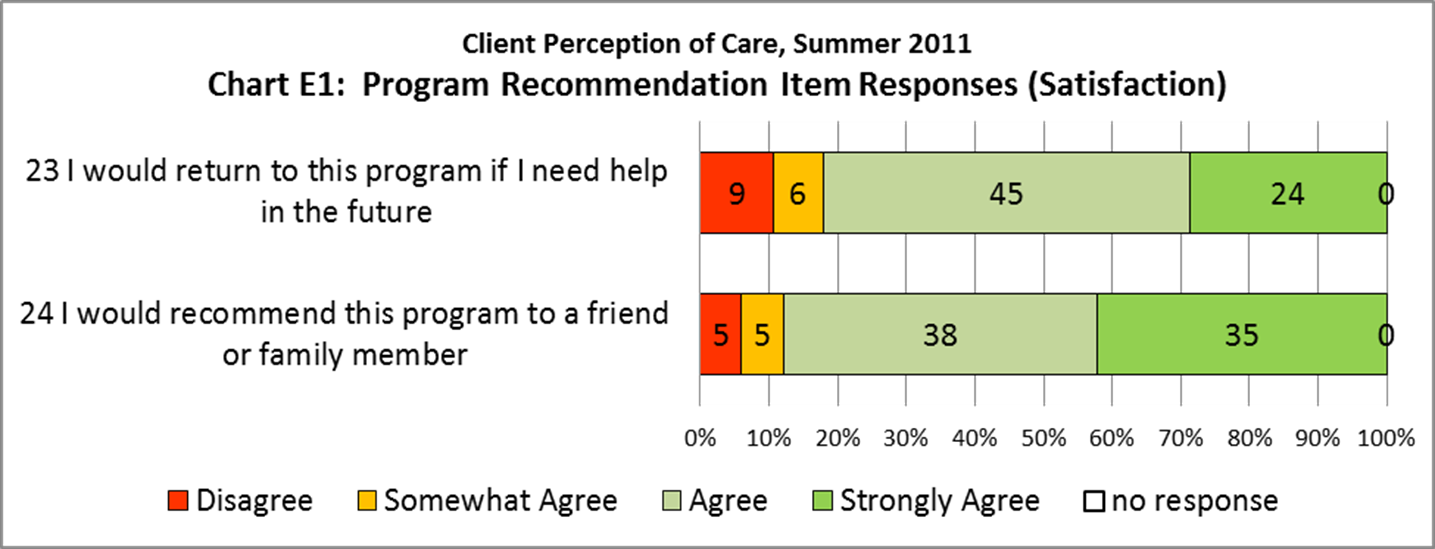 Client Perception of Care, Summer 2011
Chart E1: Program Recommendation Item Responses (Satisfaction)
23 I would return to this program if I need help
in the future
9 6 45 24 0
24 I would recommend this program to a friend
or family member
5 5 38 35 0
0% 10% 20% 30% 40% 50% 60% 70% 80% 90% 100%
Disagree Somewhat Agree Agree Strongly Agree no response